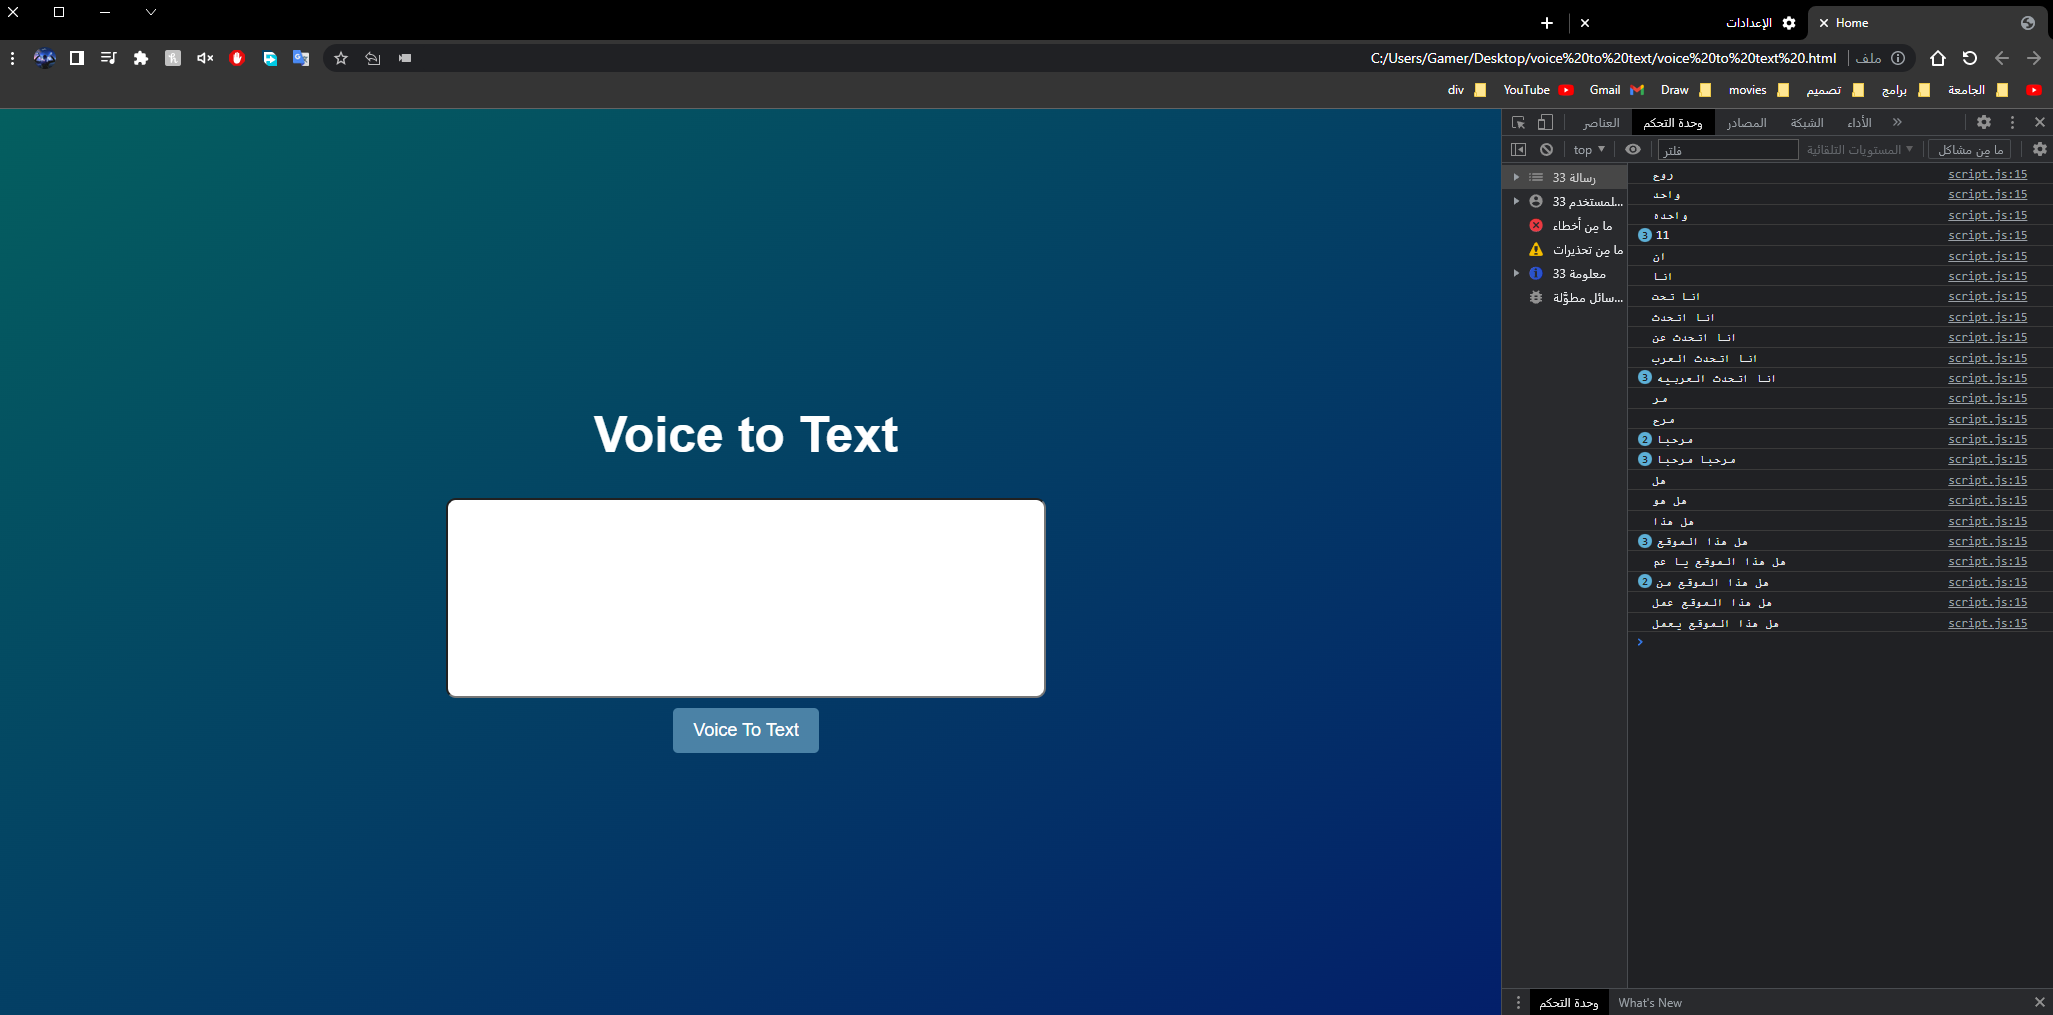 الإعدادات
Home
C:/Users/Gamer/Desktop/voice%20to%20text/voice%20to%20text%20.html
ملف
div
YouTube
Gmail
Draw
movies
تصميم
برامج
الجامعة
العناصر
وحدة التحكم
المصادر
الشبكة
الأداء
top
فلتر
المستويات التلقائية
ما مِن مشاكل
33 رسالة
33 لمستخدم...
ما مِن أخطاء
ما مِن تحذيرات
33 معلومة
سائل مطوَّلة...
روح script.js:15
واحد script.js:15
واحده script.js:15
3 11 script.js:15
ان script.js:15
انا script.js:15
انا تحت script.js:15
انا اتحدث script.js:15
انا اتحدث عن script.js:15
انا اتحدث العرب script.js:15
3 انا اتحدث العربيه script.js:15
مر script.js:15
مرح script.js:15
2 مرحبا script.js:15
3 مرحبا مرحبا script.js:15
هل script.js:15
هل هو script.js:15
هل هذا script.js:15
3 هل هذا الموقع script.js:15
هل هذا الموقع يا عم script.js:15
2 هل هذا الموقع من script.js:15
هل هذا الموقع عمل script.js:15
هل هذا الموقع يعمل script.js:15
Voice to Text
Voice To Text
وحدة التحكم
What's New